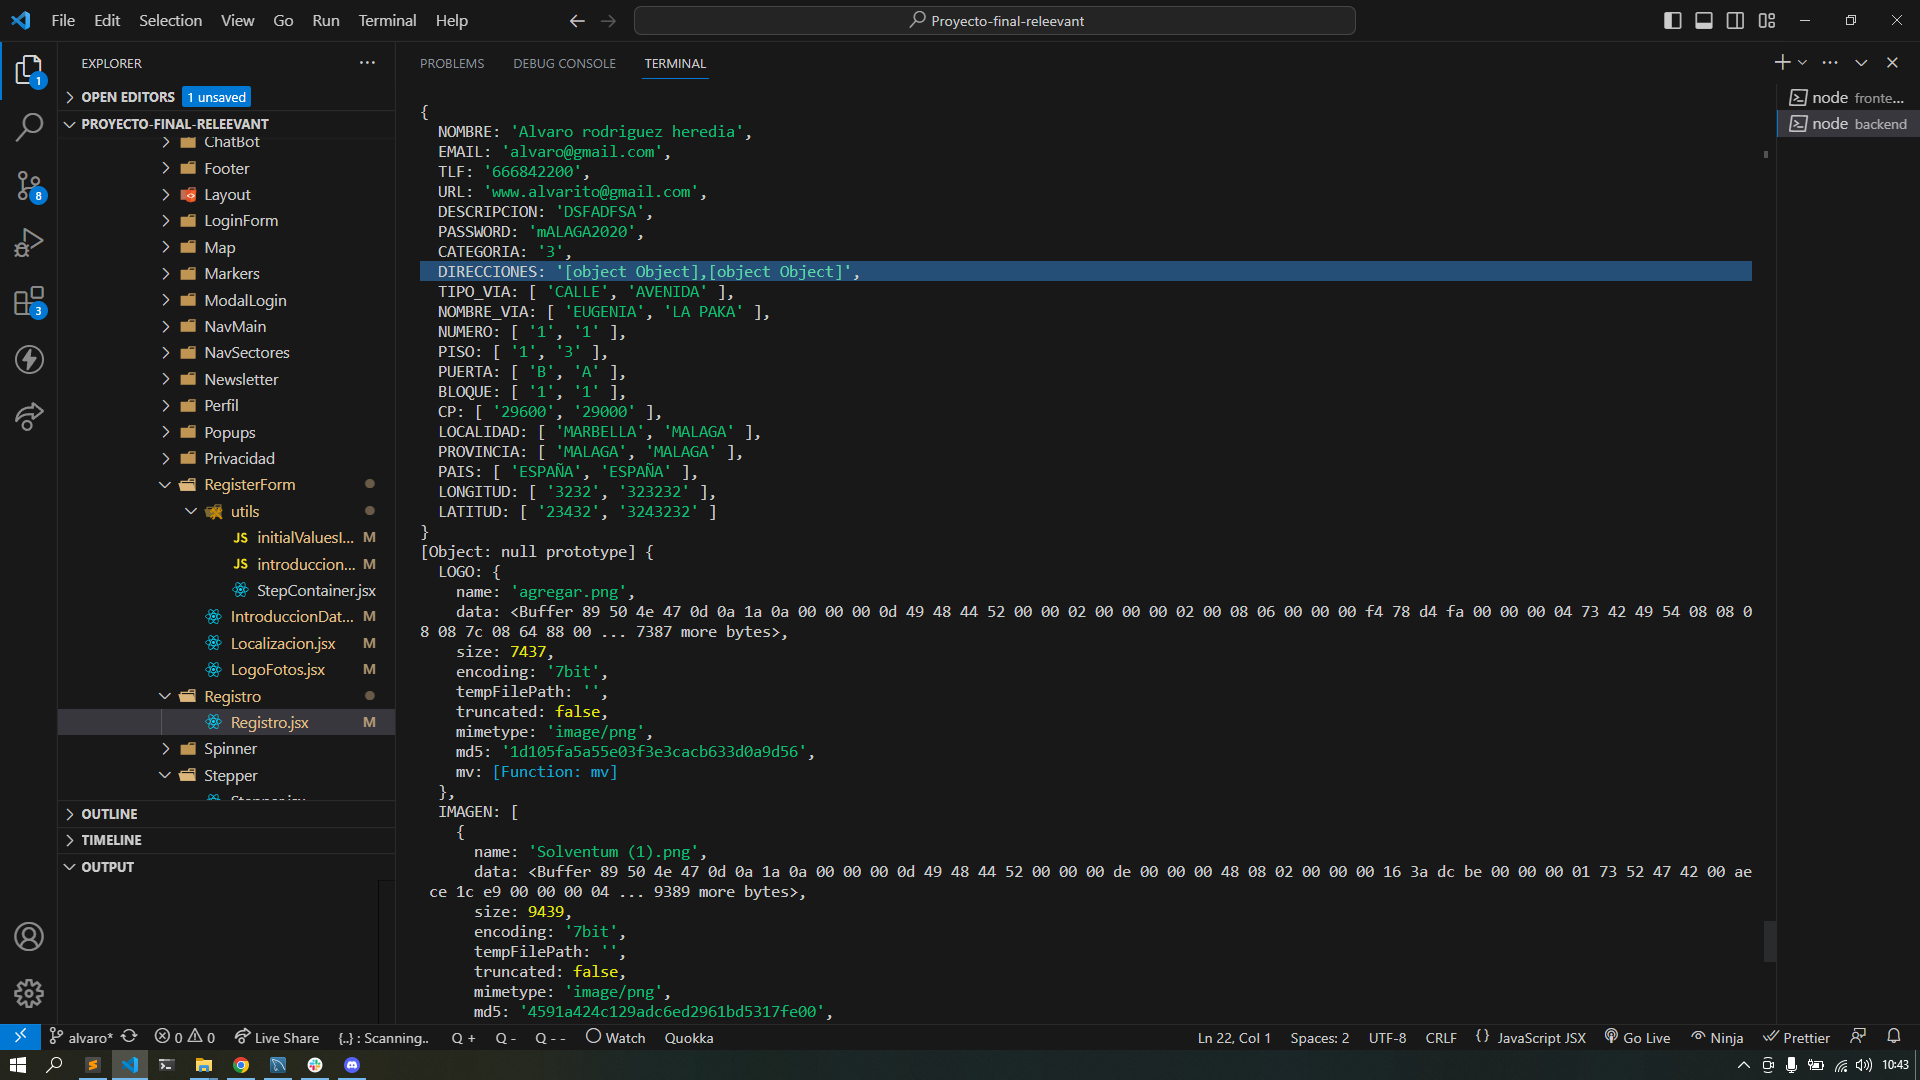 File Edit Selection View Go Run Terminal Help
Proyecto-final-releevant
EXPLORER
OPEN EDITORS 1 unsaved
PROYECTO-FINAL-RELEEVANT
ChatBot
Footer
Layout
LoginForm
Map
Markers
ModalLogin
NavMain
NavSectores
Newsletter
Perfil
Popups
Privacidad
RegisterForm
utils
JS initialValuesI... M
JS introduccion... M
StepContainer.jsx
IntroduccionDat... M
Localizacion.jsx M
LogoFotos.jsx M
Registro
Registro.jsx M
Spinner
Stepper
OUTLINE
TIMELINE
OUTPUT
1
8
3
PROBLEMS DEBUG CONSOLE TERMINAL
{
NOMBRE: 'Alvaro rodriguez heredia',
EMAIL: 'alvaro@gmail.com',
TLF: '666842200',
URL: 'www.alvarito@gmail.com',
DESCRIPCION: 'DSFADFSA',
PASSWORD: 'mALAGA2020',
CATEGORIA: '3',
DIRECCIONES: '[object Object],[object Object]',
TIPO_VIA: [ 'CALLE', 'AVENIDA' ],
NOMBRE_VIA: [ 'EUGENIA', 'LA PAKA' ],
NUMERO: [ '1', '1' ],
PISO: [ '1', '3' ],
PUERTA: [ 'B', 'A' ],
BLOQUE: [ '1', '1' ],
CP: [ '29600', '29000' ],
LOCALIDAD: [ 'MARBELLA', 'MALAGA' ],
PROVINCIA: [ 'MALAGA', 'MALAGA' ],
PAIS: [ 'ESPAÑA', 'ESPAÑA' ],
LONGITUD: [ '3232', '323232' ],
LATITUD: [ '23432', '3243232' ]
}
[Object: null prototype] {
LOGO: {
name: 'agregar.png',
data: <Buffer 89 50 4e 47 0d 0a 1a 0a 00 00 00 0d 49 48 44 52 00 00 02 00 00 00 02 00 08 06 00 00 00 f4 78 d4 fa 00 00 00 04 73 42 49 54 08 08 0
8 08 7c 08 64 88 00 ... 7387 more bytes>,
size: 7437,
encoding: '7bit',
tempFilePath: '',
truncated: false,
mimetype: 'image/png',
md5: '1d105fa5a55e03f3e3cacb633d0a9d56',
mv: [Function: mv]
},
IMAGEN: [
{
name: 'Solventum (1).png',
data: <Buffer 89 50 4e 47 0d 0a 1a 0a 00 00 00 0d 49 48 44 52 00 00 00 de 00 00 00 48 08 02 00 00 00 16 3a dc be 00 00 00 01 73 52 47 42 00 ae
ce 1c e9 00 00 00 04 ... 9389 more bytes>,
size: 9439,
encoding: '7bit',
tempFilePath: '',
truncated: false,
mimetype: 'image/png',
md5: '4591a424c129adc6ed2961bd5317fe00',
node fronte...
node backend
alvaro* 0 0 Live Share {..} : Scanning.. Q + Q - Q - - Watch Quokka Ln 22, Col 1 Spaces: 2 UTF-8 CRLF {} JavaScript JSX Go Live Ninja Prettier
10:43